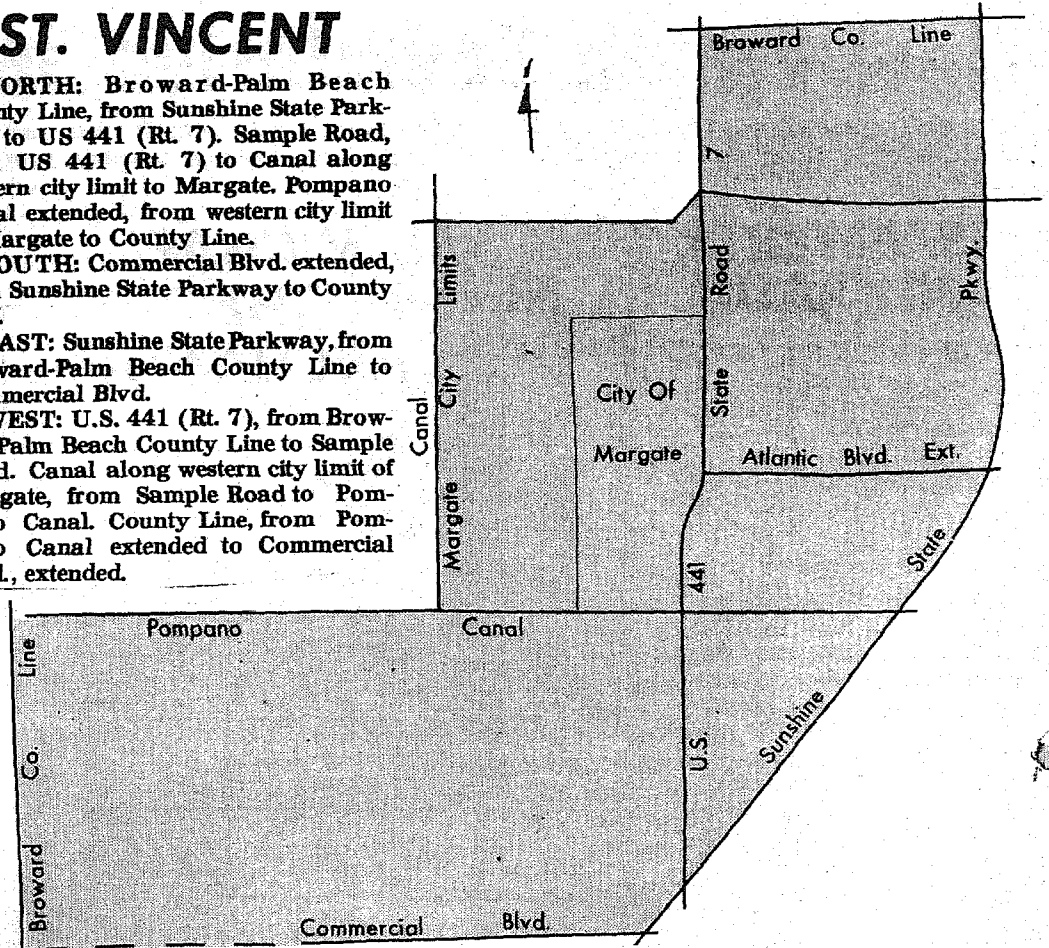 ST. VINCENT
ORTH: Broward-Palm Beach
nty Line, from Sunshine State Park-
to US 441 (Rt. 7). Sample Road,
US 441 (Rt. 7) to Canal along
ern city limit to Margate. Pompano
al extended, from western city limit
argate to County Line.
OUTH: Commercial Blvd. extended,
Sunshine State Parkway to County
AST: Sunshine State Parkway, from
ward-Palm Beach County Line to
mercial Blvd.
EST: U.S. 441 (Rt. 7), from Brow-
Palm Beach County Line to Sample
d. Canal along western city limit of
gate, from Sample Road to Pom-
o Canal. County Line, from Pom-
o Canal extended to Commercial
., extended.
Broward Co. Line
7
Road
State
441
U.S.
Pkwy.
State
Sunshine
Canal
Margate City Limits
City Of
Margate
Atlantic Blvd. Ext.
Pompano Canal
Broward Co. Line
Commercial Blvd.